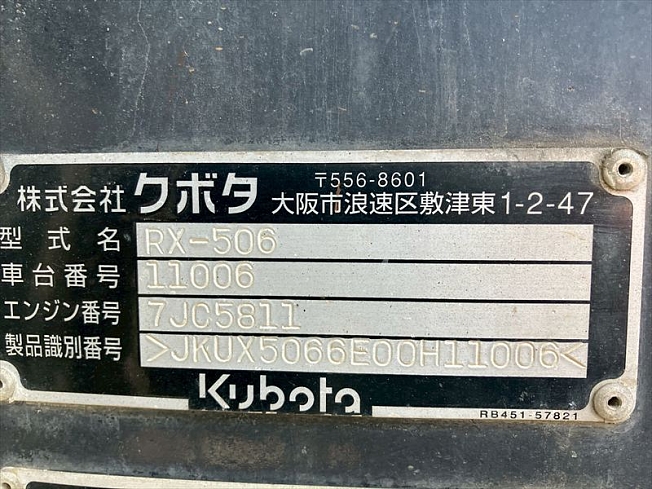 株式会社 クボタ 〒556-8601
大阪市浪速区敷津東1-2-47
型式名 RX-506
車台番号 11006
エンジン番号 7JC5811
製品識別番号 >JKUX5066E00H11006<
Kubota
RB451-57821